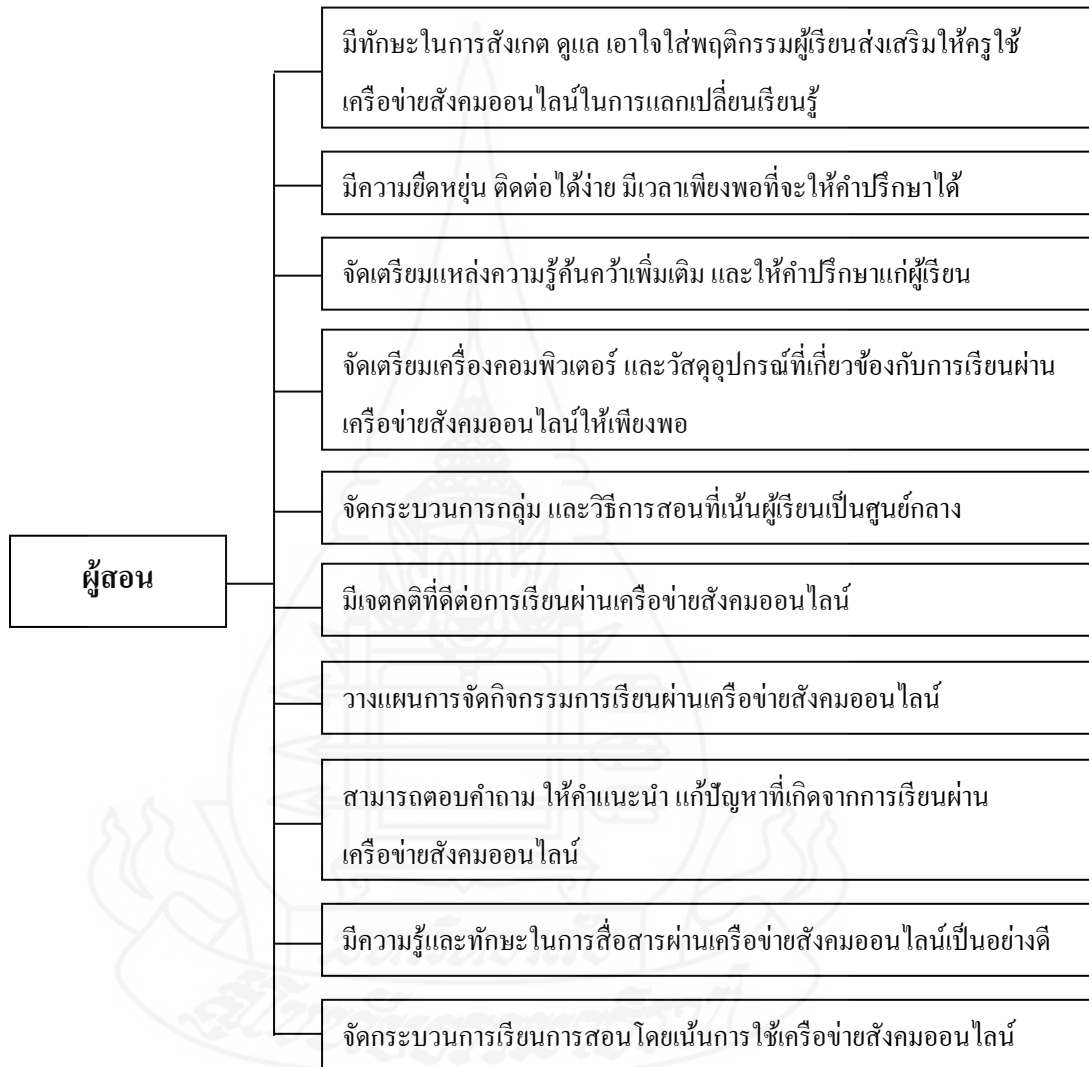 มีทักษะในการสังเกต ดูแล เอาใจใส่พฤติกรรมผู้เรียนส่งเสริมให้ครูใช้
เครือข่ายสังคมออนไลน์ในการแลกเปลี่ยนเรียนรู้
มีความยืดหยุ่น ติดต่อได้ง่าย มีเวลาเพียงพอที่จะให้คำปรึกษาได้
จัดเตรียมแหล่งความรู้ค้นคว้าเพิ่มเติม และให้คำปรึกษาแก่ผู้เรียน
จัดเตรียมเครื่องคอมพิวเตอร์ และวัสดุอุปกรณ์ที่เกี่ยวข้องกับการเรียนผ่าน
เครือข่ายสังคมออนไลน์ให้เพียงพอ
จัดกระบวนการกลุ่ม และวิธีการสอนที่เน้นผู้เรียนเป็นศูนย์กลาง
ผู้สอน
มีเจตคติที่ดีต่อการเรียนผ่านเครือข่ายสังคมออนไลน์
วางแผนการจัดกิจกรรมการเรียนผ่านเครือข่ายสังคมออนไลน์
สามารถตอบคำถาม ให้คำแนะนำ แก้ปัญหาที่เกิดจากการเรียนผ่าน
เครือข่ายสังคมออนไลน์
มีความรู้และทักษะในการสื่อสารผ่านเครือข่ายสังคมออนไลน์เป็นอย่างดี
จัดกระบวนการเรียนการสอนโดยเน้นการใช้เครือข่ายสังคมออนไลน์